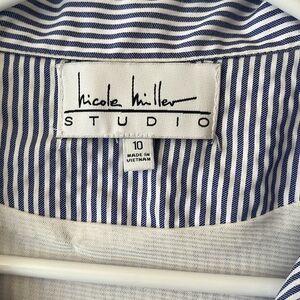 Nicole Miller
STUDIO
10
MADE IN
VIETNAM